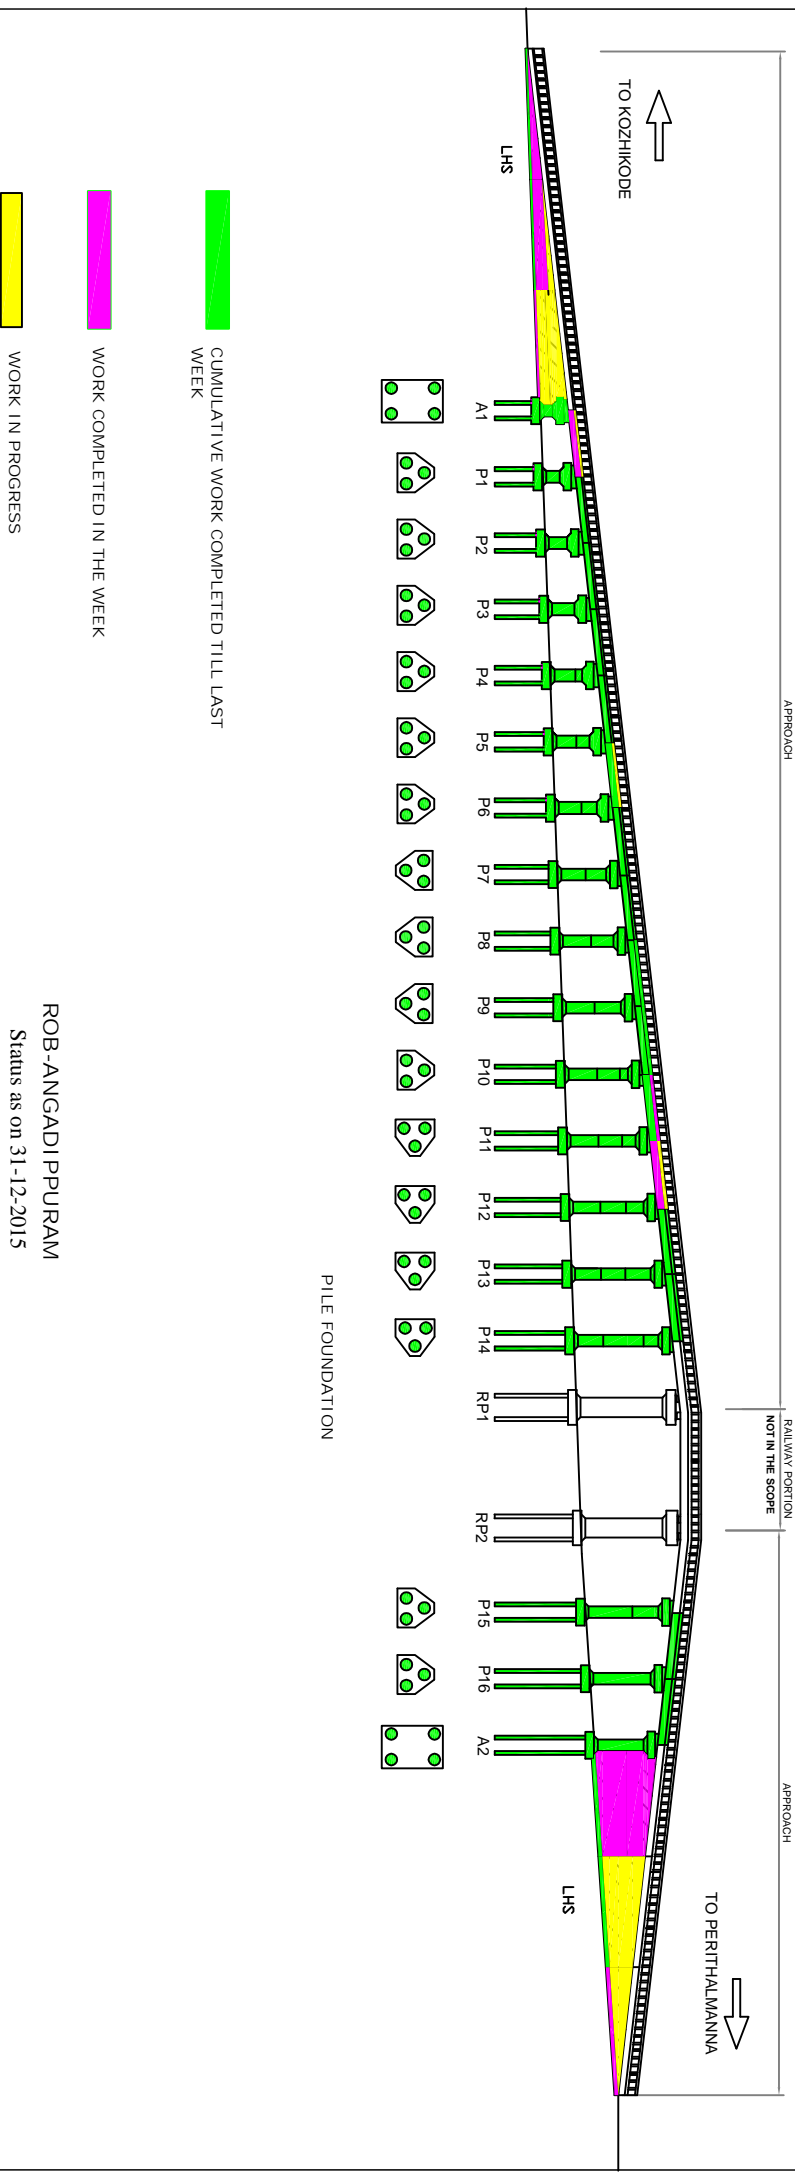 APPROACH
RAILWAY PORTION
NOT IN THE SCOPE
APPROACH
TO KOZHIKODE
TO PERITHALMANNA
LHS
LHS
A1
P1
P2
P3
P4
P5
P6
P7
P8
P9
P10
P11
P12
P13
P14
RP1
RP2
P15
P16
A2
PILE FOUNDATION
CUMULATIVE WORK COMPLETED TILL LAST
WEEK
WORK COMPLETED IN THE WEEK
WORK IN PROGRESS
ROB-ANGADIPPURAM
Status as on 31-12-2015